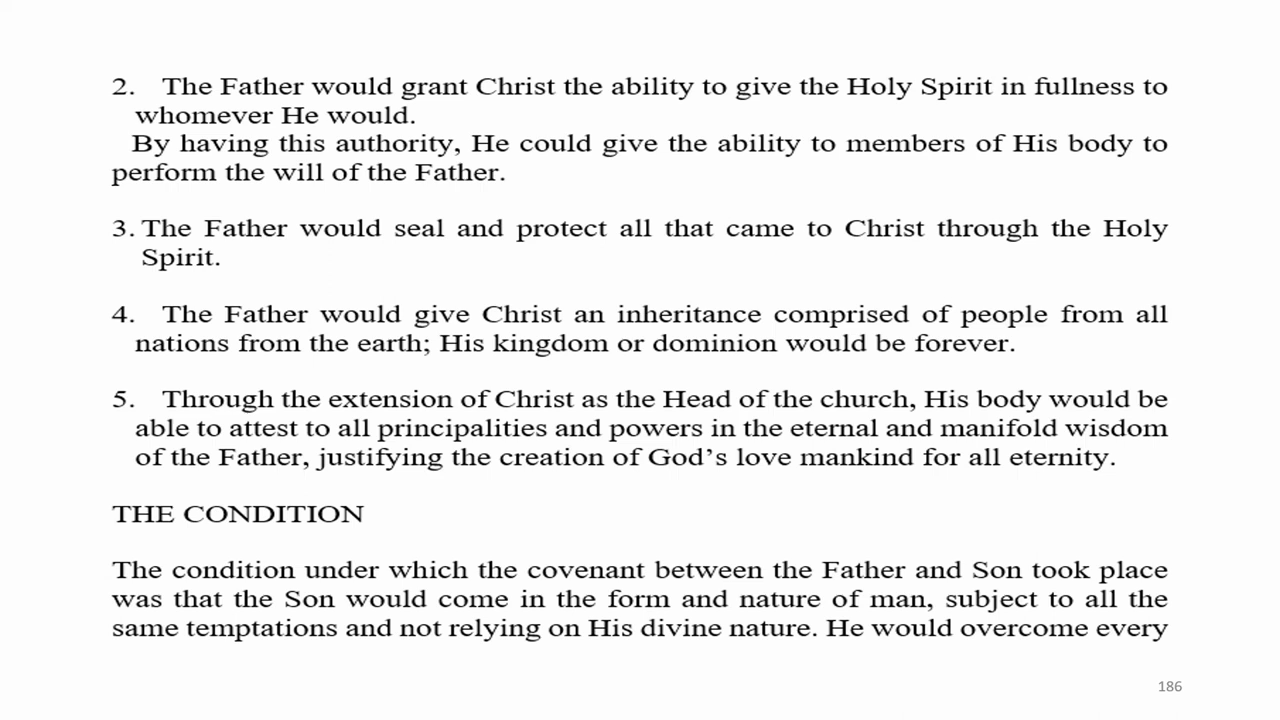 2. The Father would grant Christ the ability to give the Holy Spirit in fullness to
whomever He would.
By having this authority, He could give the ability to members of His body to
perform the will of the Father.
3. The Father would seal and protect all that came to Christ through the Holy
Spirit.
4. The Father would give Christ an inheritance comprised of people from all
nations from the earth; His kingdom or dominion would be forever.
5. Through the extension of Christ as the Head of the church, His body would be
able to attest to all principalities and powers in the eternal and manifold wisdom
of the Father, justifying the creation of God's love mankind for all eternity.
THE CONDITION
The condition under which the covenant between the Father and Son took place
was that the Son would come in the form and nature of man, subject to all the
same temptations and not relying on His divine nature. He would overcome every
186